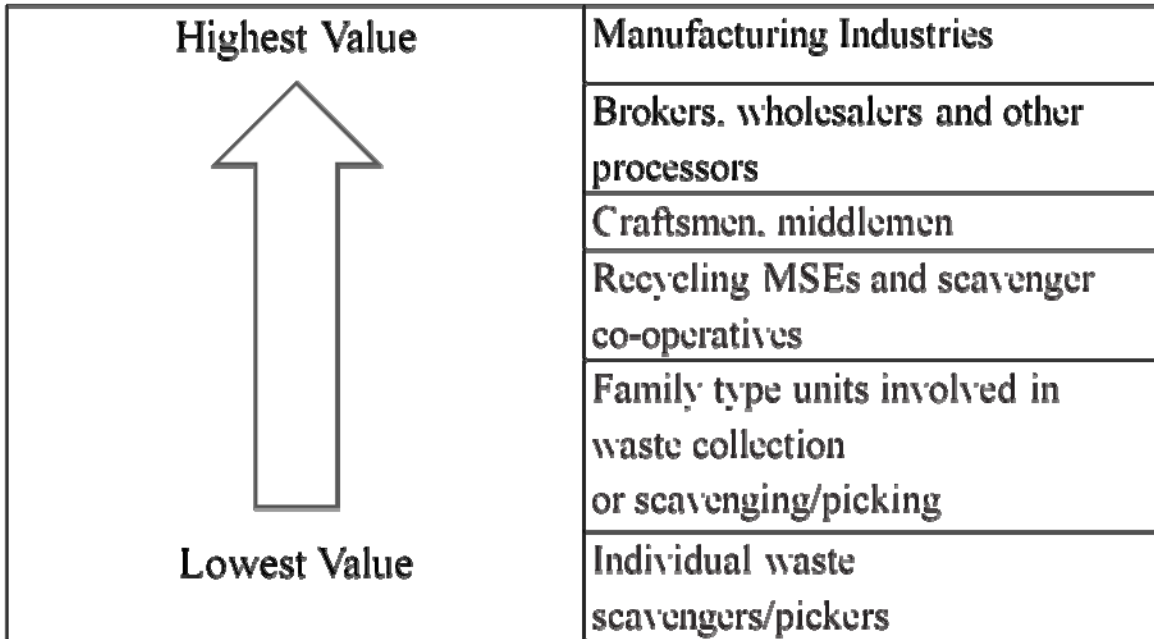 Highest Value
Lowest Value
Manufacturing Industries
Brokers, wholesalers and other
processors
Craftsmen, middlemen
Recycling MSEs and scavenger
co-operatives
Family type units involved in
waste collection
or scavenging/picking
Individual waste
scavengers/pickers